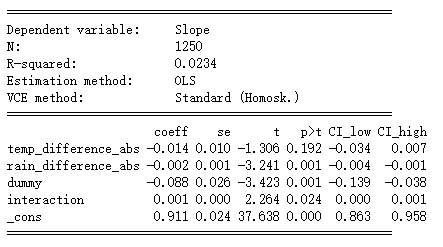 Dependent variable: Slope
N: 1250
R-squared: 0.0234
Estimation method: OLS
VCE method: Standard (Homosk.)
coeff se t p>t CI_low CI_high
temp_difference_abs -0.014 0.010 -1.306 0.192 -0.034 0.007
rain_difference_abs -0.002 0.001 -3.241 0.001 -0.004 -0.001
dummy -0.088 0.026 -3.423 0.001 -0.139 -0.038
interaction 0.001 0.000 2.264 0.024 0.000 0.001
_cons 0.911 0.024 37.638 0.000 0.863 0.958